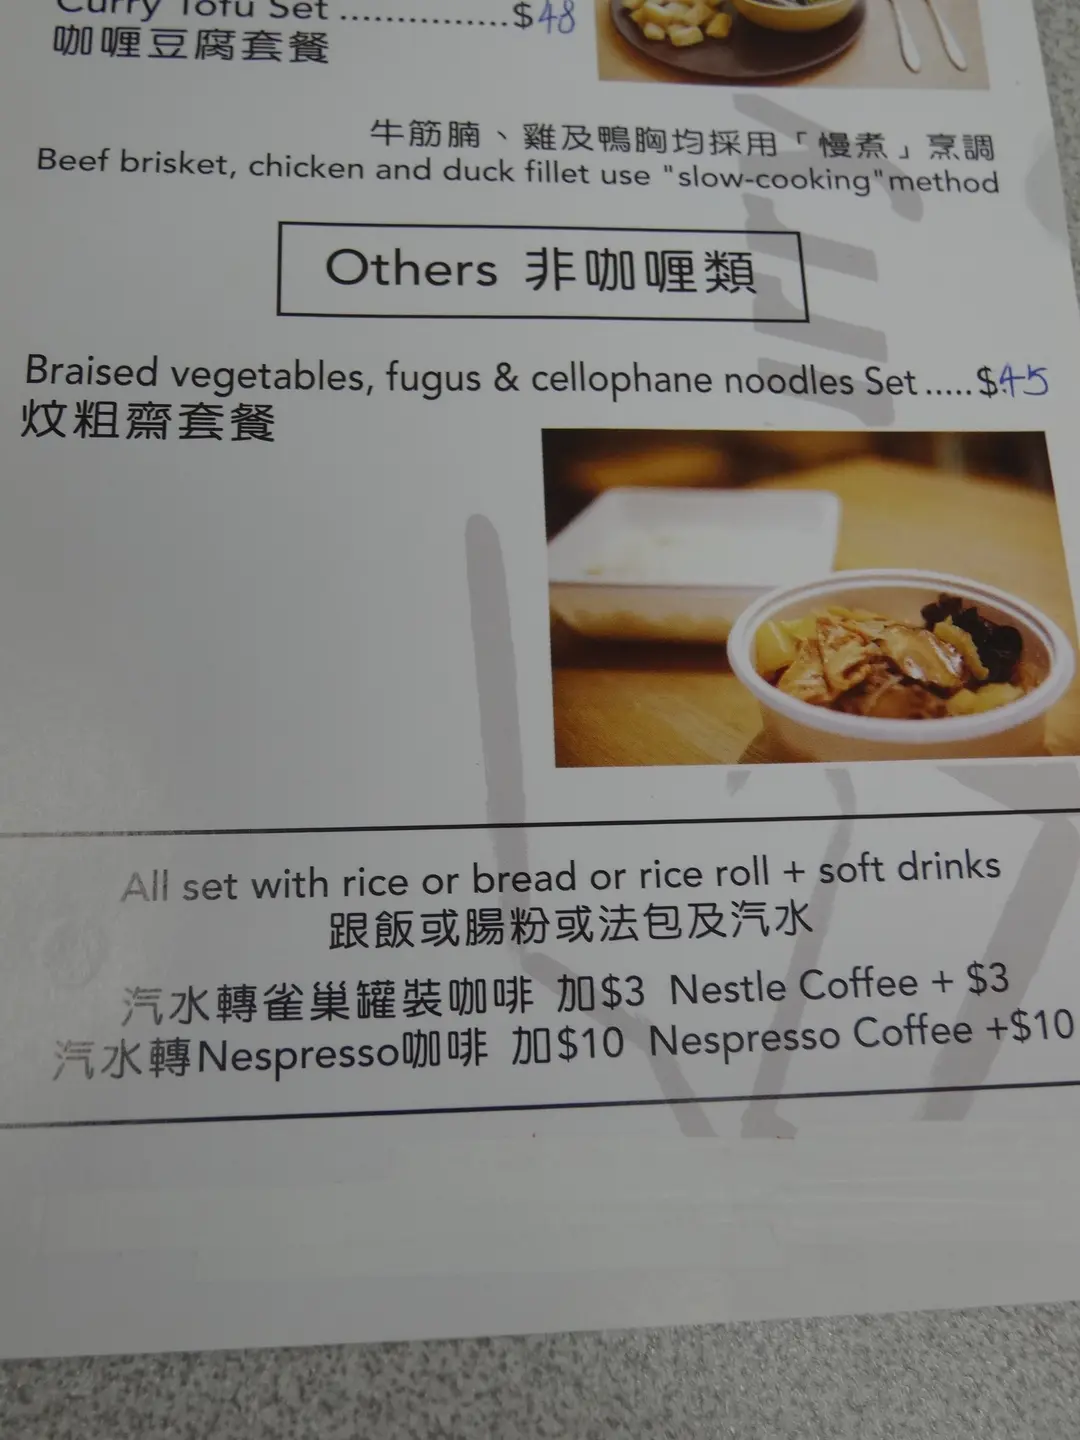 Curry Tofu Set ................$48
咖喱豆腐套餐
牛筋腩、雞及鴨胸均採用「慢煮」烹調
Beef brisket, chicken and duck fillet use "slow-cooking"method
Others 非咖喱類
Braised vegetables, fugus & cellophane noodles Set.....$45
炆粗齋套餐
All set with rice or bread or rice roll + soft drinks
跟飯或腸粉或法包及汽水
汽水轉雀巢罐裝咖啡 加$3 Nestle Coffee + $3
汽水轉Nespresso咖啡 加$10 Nespresso Coffee +$10